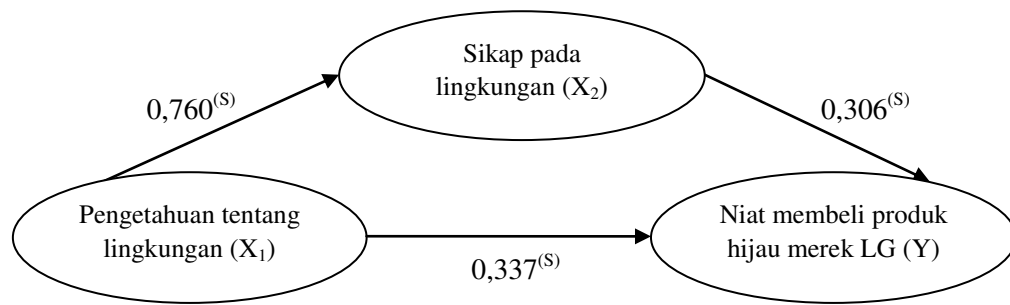 Sikap pada
lingkungan (X₂)
0,760⁽ˢ⁾
0,306⁽ˢ⁾
Pengetahuan tentang
lingkungan (X₁)
Niat membeli produk
hijau merek LG (Y)
0,337⁽ˢ⁾